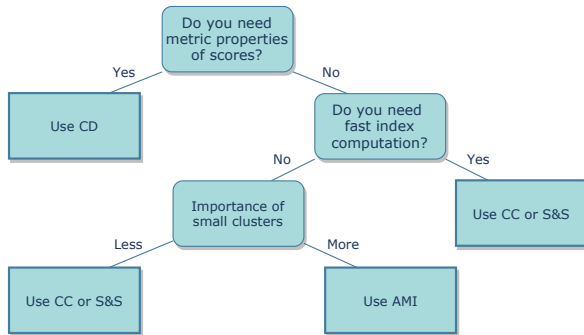 Do you need
metric properties
of scores?
Yes
No
Use CD
Do you need
fast index
computation?
No
Yes
Importance of
small clusters
Use CC or S&S
Less
More
Use CC or S&S
Use AMI